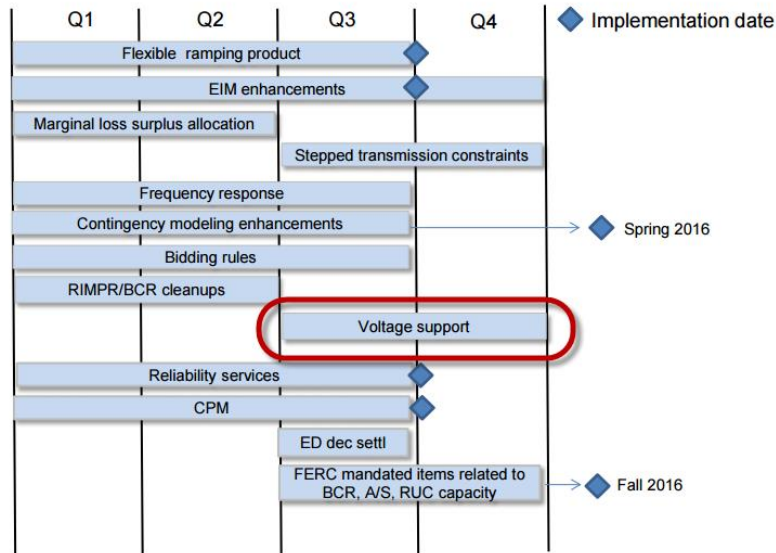 Q1 Q2 Q3 Q4 Implementation date
Flexible ramping product
EIM enhancements
Marginal loss surplus allocation
Stepped transmission constraints
Frequency response
Contingency modeling enhancements
Spring 2016
Bidding rules
RIMPR/BCR cleanups
Voltage support
Reliability services
CPM
ED dec settl
FERC mandated items related to
BCR, A/S, RUC capacity
Fall 2016